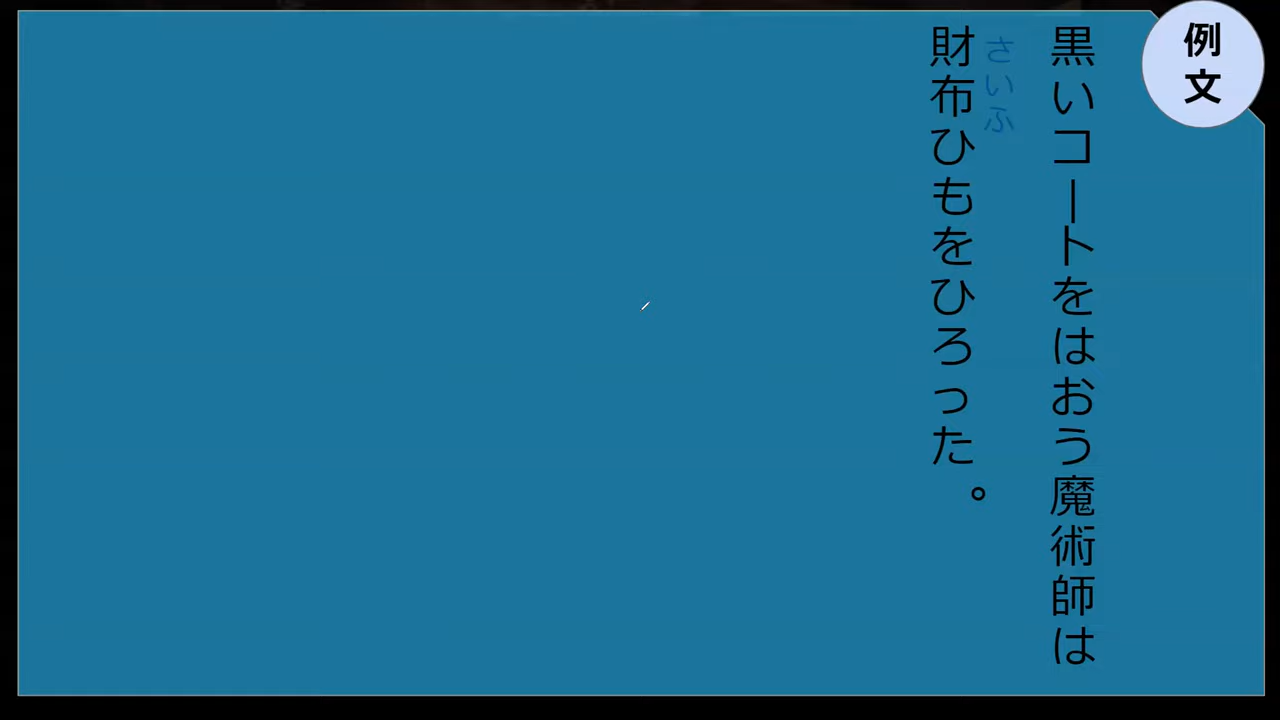 例文
黒いコートをはおう魔術師は
さいふ
財布ひもをひろった。